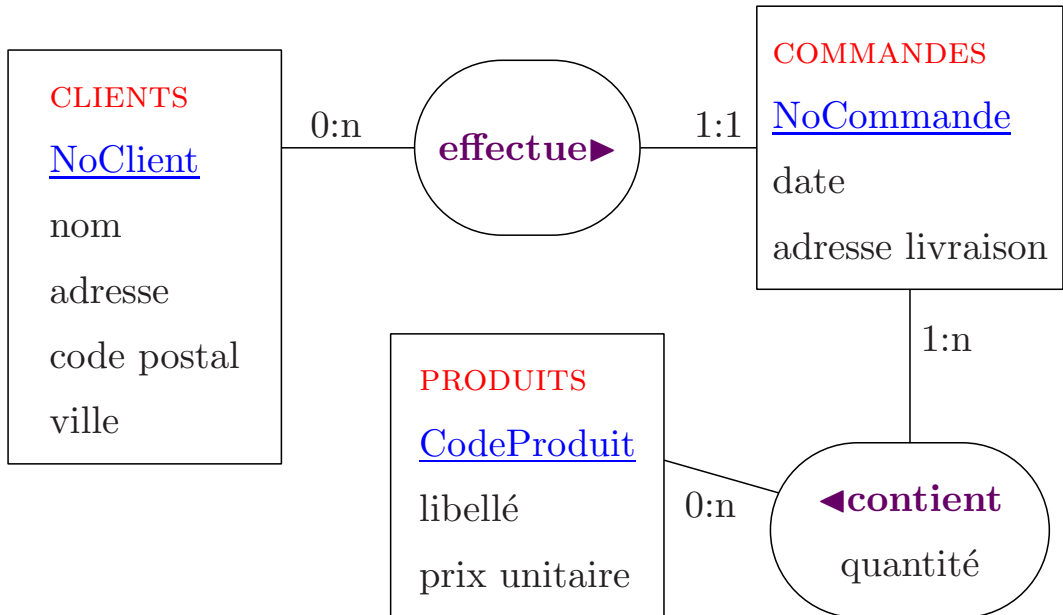 CLIENTS
NoClient
nom
adresse
code postal
ville
0:n
effectue▶
1:1
COMMANDES
NoCommande
date
adresse livraison
1:n
PRODUITS
CodeProduit
libellé
prix unitaire
0:n
◀contient
quantité